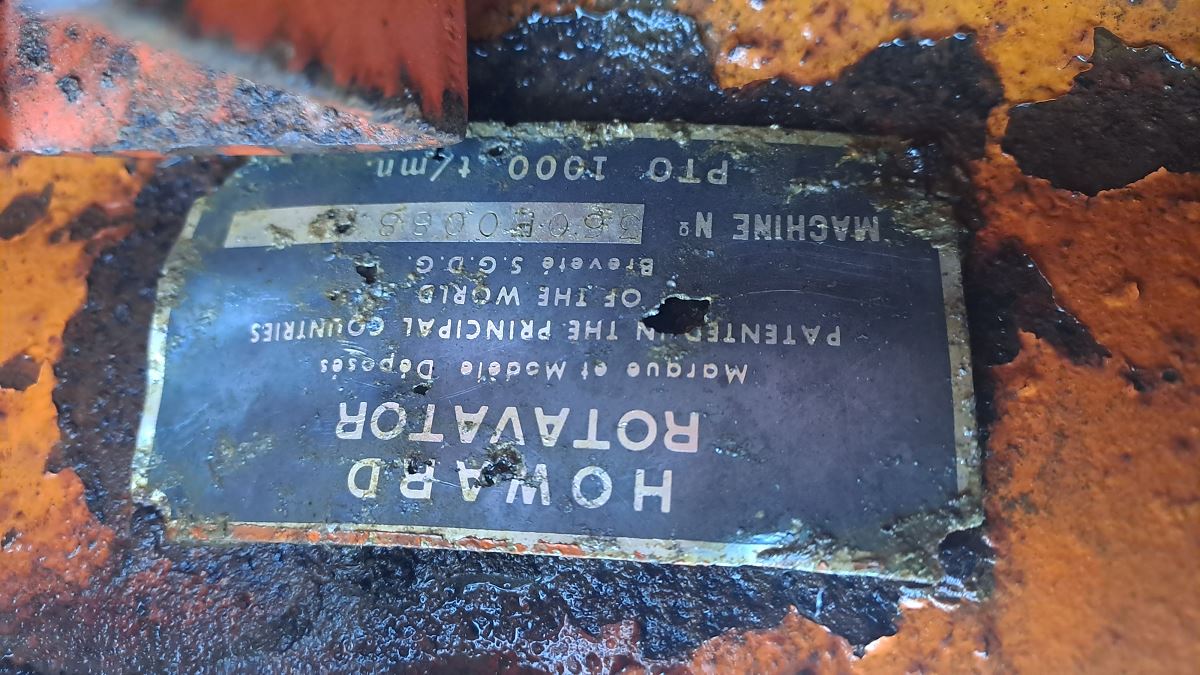 HOWARD
ROTAVATOR
Marque et Modèle Déposés
PATENTED IN THE PRINCIPAL COUNTRIES
OF THE WORLD
Breveté S.G.D.G.
MACHINE Nº
PTO 1000 t/mn.